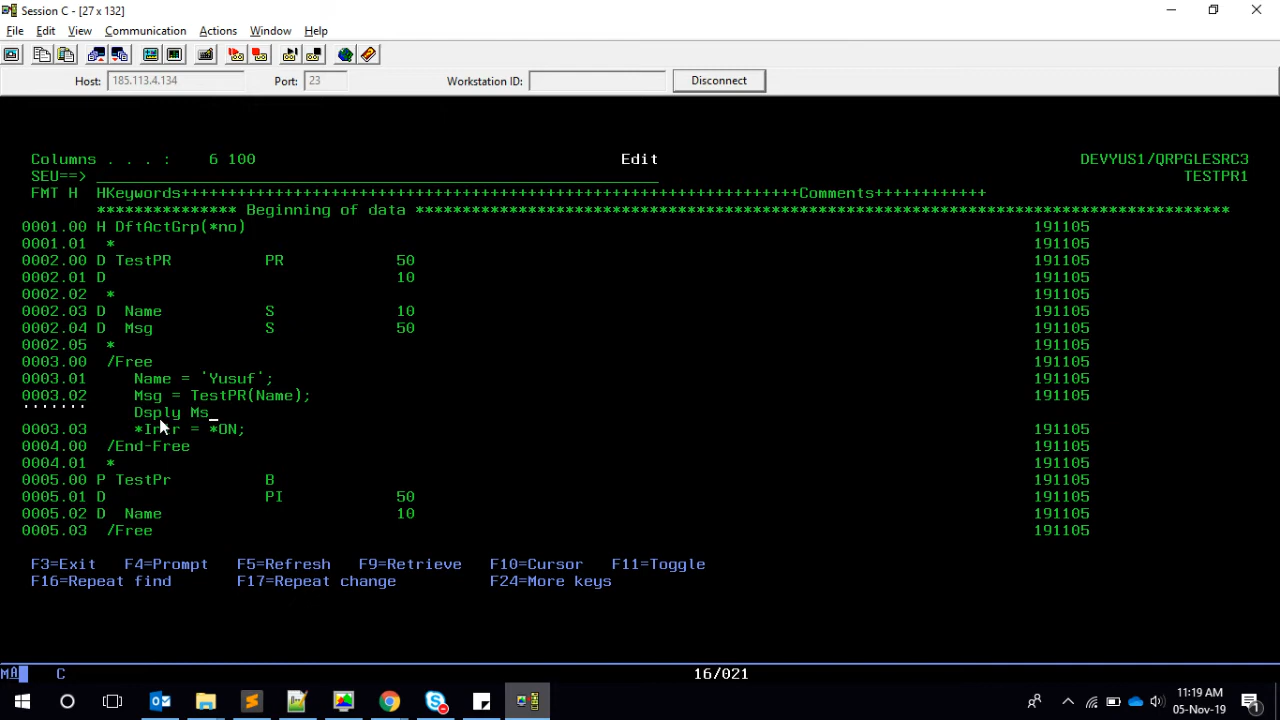 Session C - [27 x 132]
File Edit View Communication Actions Window Help
Host: 185.113.4.134 Port: 23 Workstation ID: Disconnect
Columns . . . : 6 100 Edit DEVYUS1/QRPGLESRC3
SEU==> TESTPR1
FMT H HKeywords++++++++++++++++++++++++++++++++++++++++++++++++++++++++++++++++++Comments++++++++++++
*************** Beginning of data ***************************************************************************************
0001.00 H DftActGrp(*no) 191105
0001.01 * 191105
0002.00 D TestPR PR 50 191105
0002.01 D 10 191105
0002.02 * 191105
0002.03 D Name S 10 191105
0002.04 D Msg S 50 191105
0002.05 * 191105
0003.00 /Free 191105
0003.01 Name = 'Yusuf'; 191105
0003.02 Msg = TestPR(Name); 191105
''''''' Dsply Ms_
0003.03 = *ON; 191105
0004.00 /End-Free 191105
0004.01 * 191105
0005.00 P TestPr B 191105
0005.01 D PI 50 191105
0005.02 D Name 10 191105
0005.03 /Free 191105
F3=Exit F4=Prompt F5=Refresh F9=Retrieve F10=Cursor F11=Toggle
F16=Repeat find F17=Repeat change F24=More keys
MA C 16/021
11:19 AM
05-Nov-19